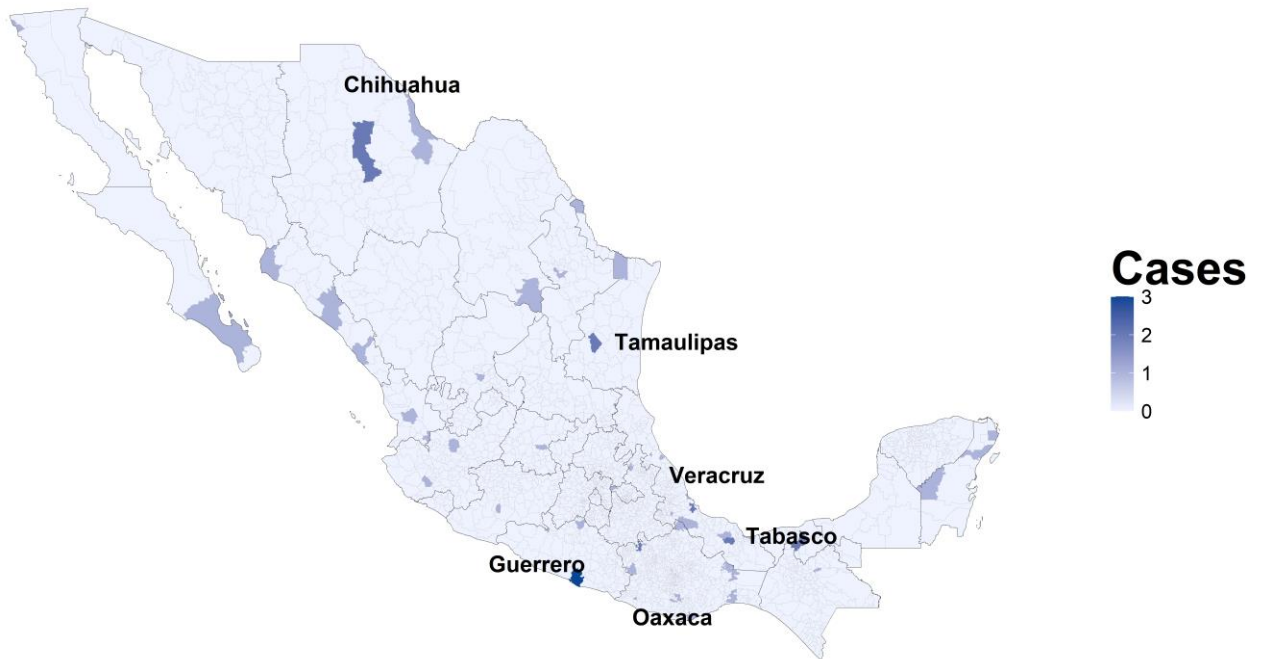 Chihuahua
Cases
3
2
1
0
Tamaulipas
Veracruz
Tabasco
Guerrero
Oaxaca